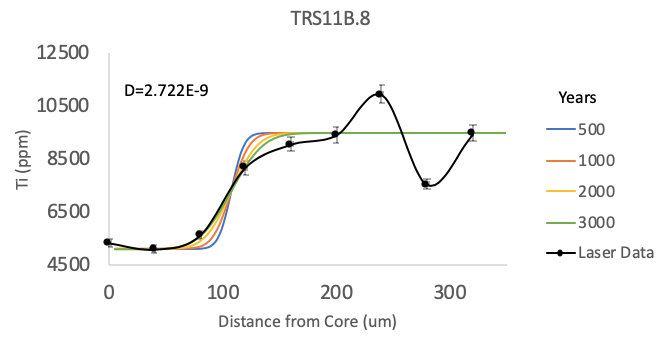 TRS11B.8
12500
10500
8500
6500
4500
Ti (ppm)
D=2.722E-9
0 100 200 300
Distance from Core (um)
Years
500
1000
2000
3000
Laser Data